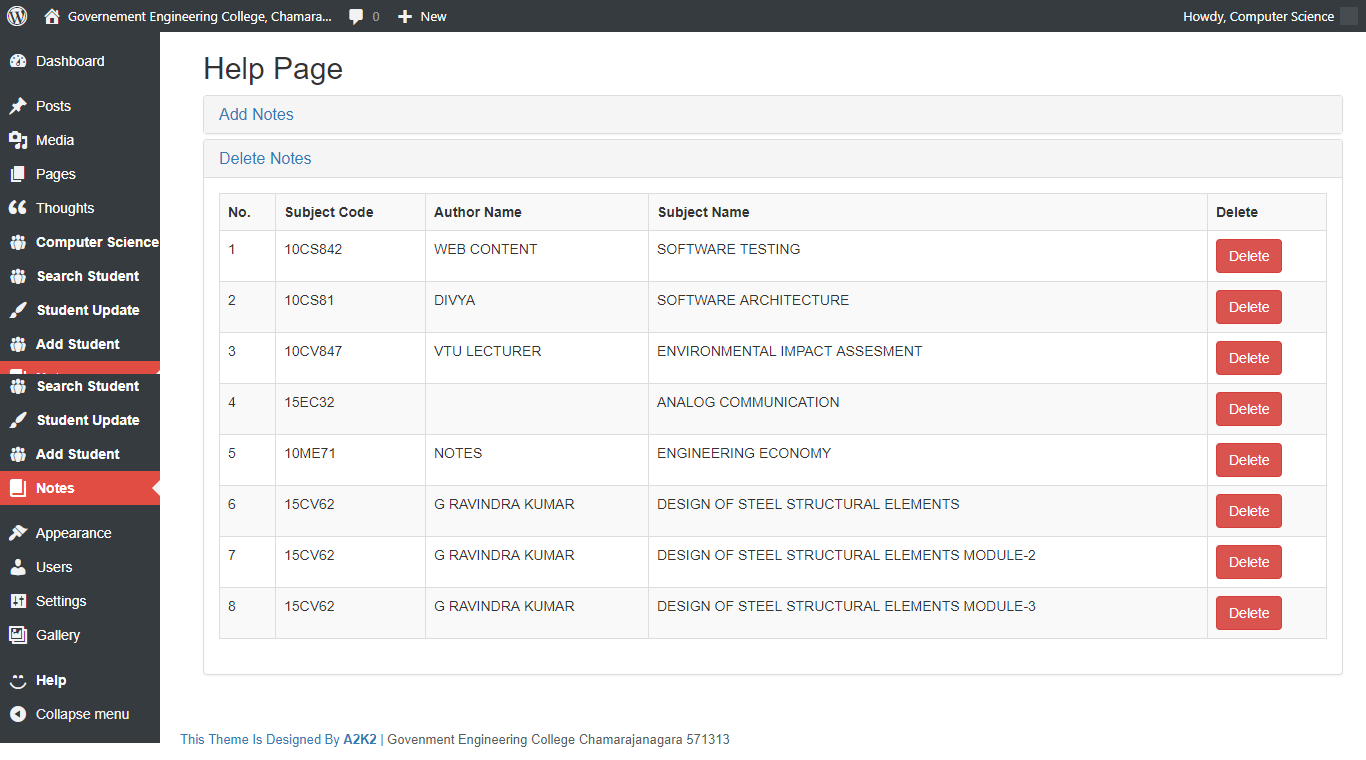 Governement Engineering College, Chamara... 0 New Howdy, Computer Science
Dashboard
Posts
Media
Pages
Thoughts
Computer Science
Search Student
Student Update
Add Student
Search Student
Student Update
Add Student
Notes
Appearance
Users
Settings
Gallery
Help
Collapse menu
Help Page
Add Notes
Delete Notes
No. Subject Code Author Name Subject Name Delete
1 10CS842 WEB CONTENT SOFTWARE TESTING Delete
2 10CS81 DIVYA SOFTWARE ARCHITECTURE Delete
3 10CV847 VTU LECTURER ENVIRONMENTAL IMPACT ASSESMENT Delete
4 15EC32 ANALOG COMMUNICATION Delete
5 10ME71 NOTES ENGINEERING ECONOMY Delete
6 15CV62 G RAVINDRA KUMAR DESIGN OF STEEL STRUCTURAL ELEMENTS Delete
7 15CV62 G RAVINDRA KUMAR DESIGN OF STEEL STRUCTURAL ELEMENTS MODULE-2 Delete
8 15CV62 G RAVINDRA KUMAR DESIGN OF STEEL STRUCTURAL ELEMENTS MODULE-3 Delete
This Theme Is Designed By A2K2 | Govenment Engineering College Chamarajanagara 571313